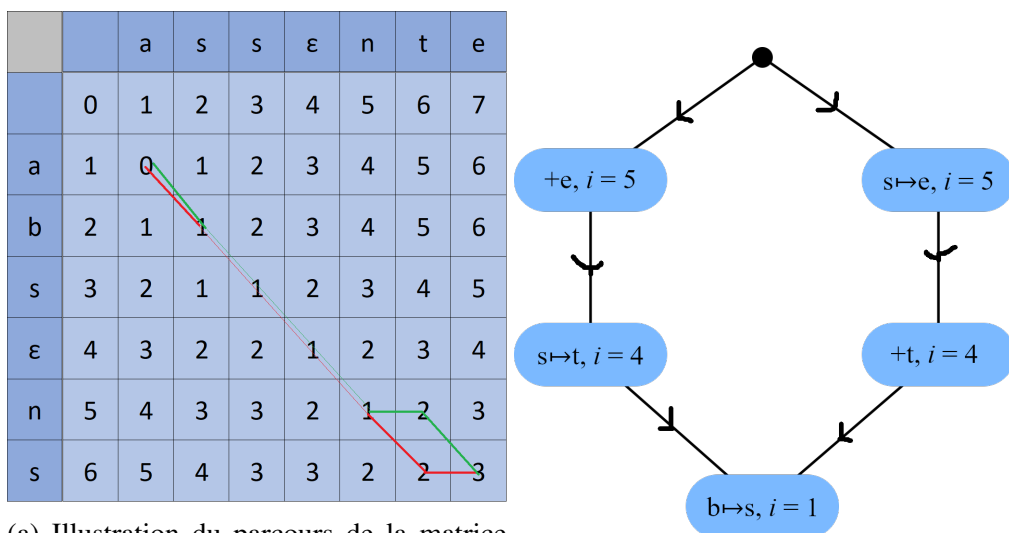 a s s ε n t e
0 1 2 3 4 5 6 7
a 1 0 1 2 3 4 5 6
b 2 1 1 2 3 4 5 6
s 3 2 1 1 2 3 4 5
ε 4 3 2 2 1 2 3 4
n 5 4 3 3 2 1 2 3
s 6 5 4 3 3 2 2 3
(a) Illustration du parcours de la matrice
+e, i = 5
s↦e, i = 5
s↦t, i = 4
+t, i = 4
b↦s, i = 1